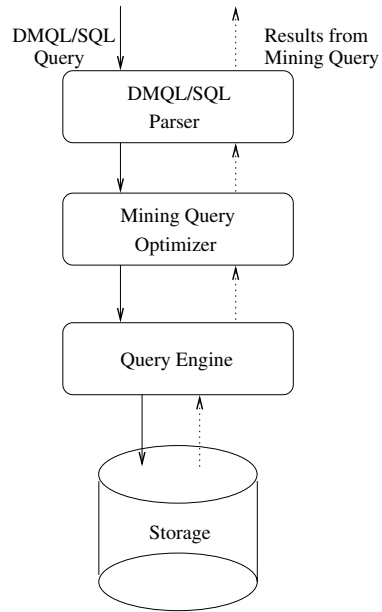 DMQL/SQL
Query
Results from
Mining Query
DMQL/SQL
Parser
Mining Query
Optimizer
Query Engine
Storage